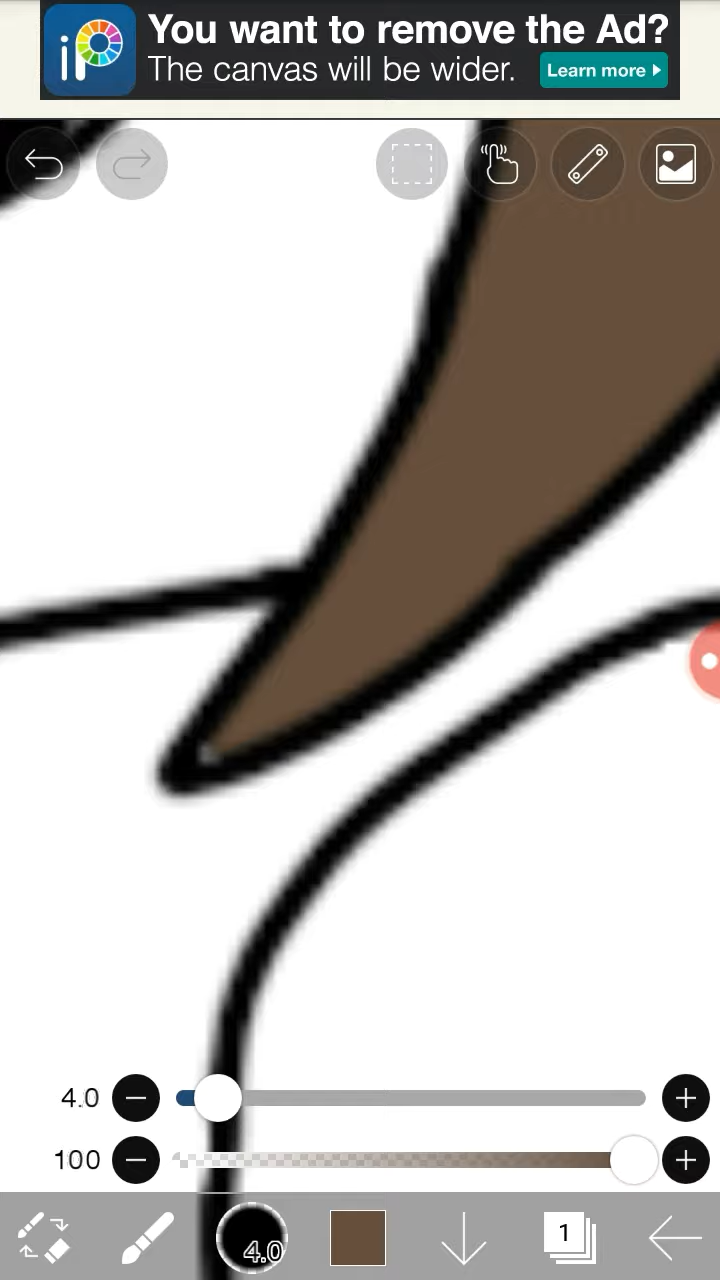 iP
You want to remove the Ad?
The canvas will be wider.
Learn more
4.0
100
4.0
1